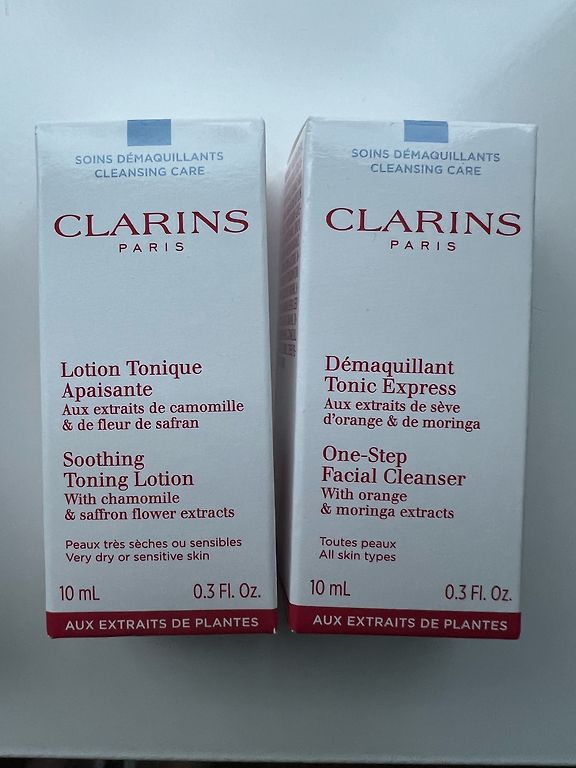 SOINS DÉMAQUILLANTS
CLEANSING CARE
CLARINS
PARIS
Lotion Tonique
Apaisante
Aux extraits de camomille
& de fleur de safran
Soothing
Toning Lotion
With chamomile
& saffron flower extracts
Peaux très sèches ou sensibles
Very dry or sensitive skin
10 mL 0.3 Fl. Oz.
AUX EXTRAITS DE PLANTES
SOINS DÉMAQUILLANTS
CLEANSING CARE
CLARINS
PARIS
Démaquillant
Tonic Express
Aux extraits de sève
d'orange & de moringa
One-Step
Facial Cleanser
With orange
& moringa extracts
Toutes peaux
All skin types
10 mL 0.3 Fl. Oz.
AUX EXTRAITS DE PLANTES